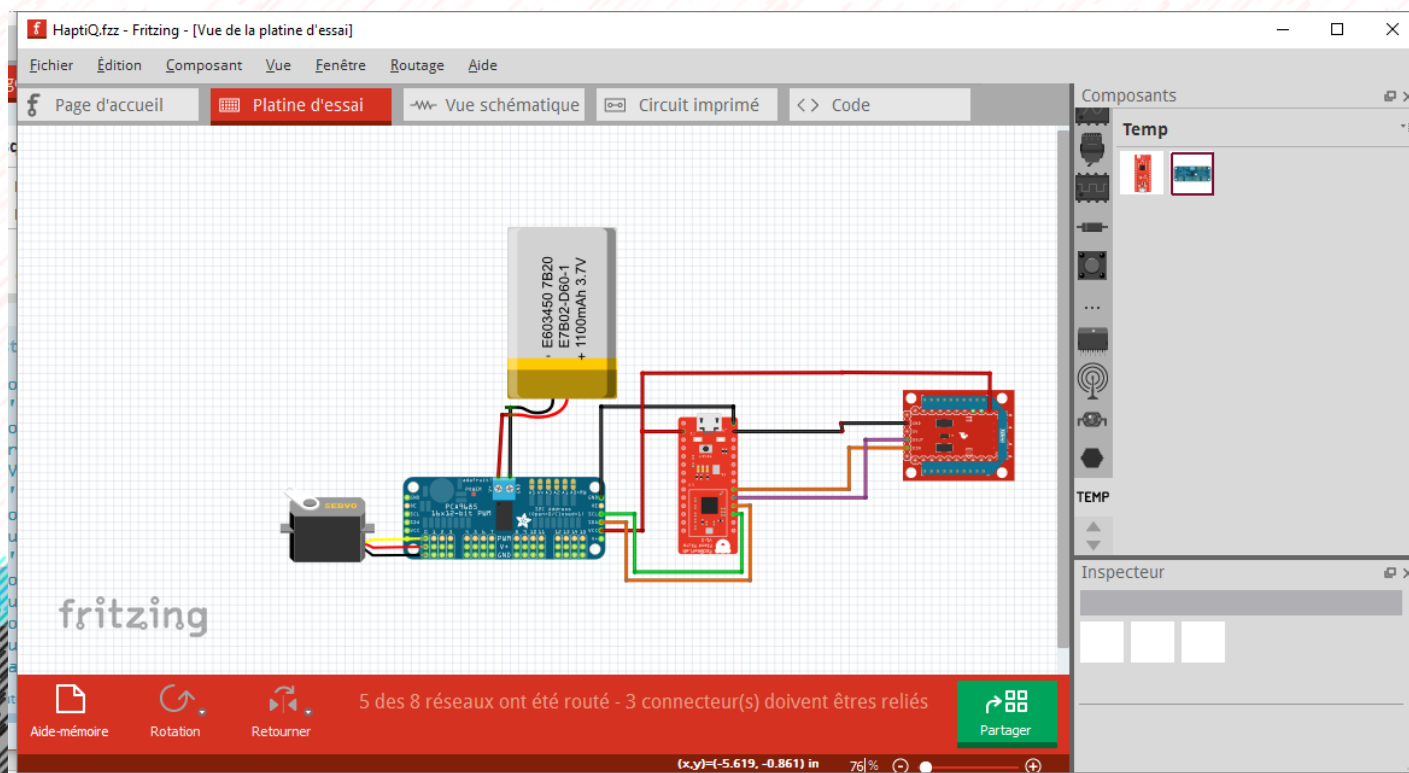 HaptiQ.fzz - Fritzing - [Vue de la platine d'essai]
Fichier Édition Composant Vue Fenêtre Routage Aide
Page d'accueil
Platine d'essai
Vue schématique
Circuit imprimé
Code
Composants
Temp
TEMP
- E603450 7B20
E7B02-D60-1
+ 1100mAh 3.7V
SERVO
PCA9685
16x12-bit PWM
PWM
V+
GND
fritzing
Inspecteur
Aide-mémoire
Rotation
Retourner
5 des 8 réseaux ont été routé - 3 connecteur(s) doivent êtres reliés
Partager
(x,y)=(-5.619, -0.861) in
76 %